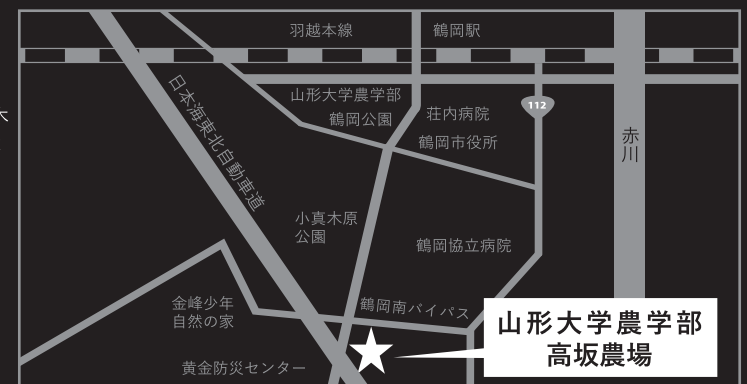 羽越本線
鶴岡駅
日本海東北自動車道
山形大学農学部
鶴岡公園
荘内病院
鶴岡市役所
112
赤川
小真木原
公園
鶴岡協立病院
金峰少年
自然の家
鶴岡南バイパス
山形大学農学部
高坂農場
黄金防災センター